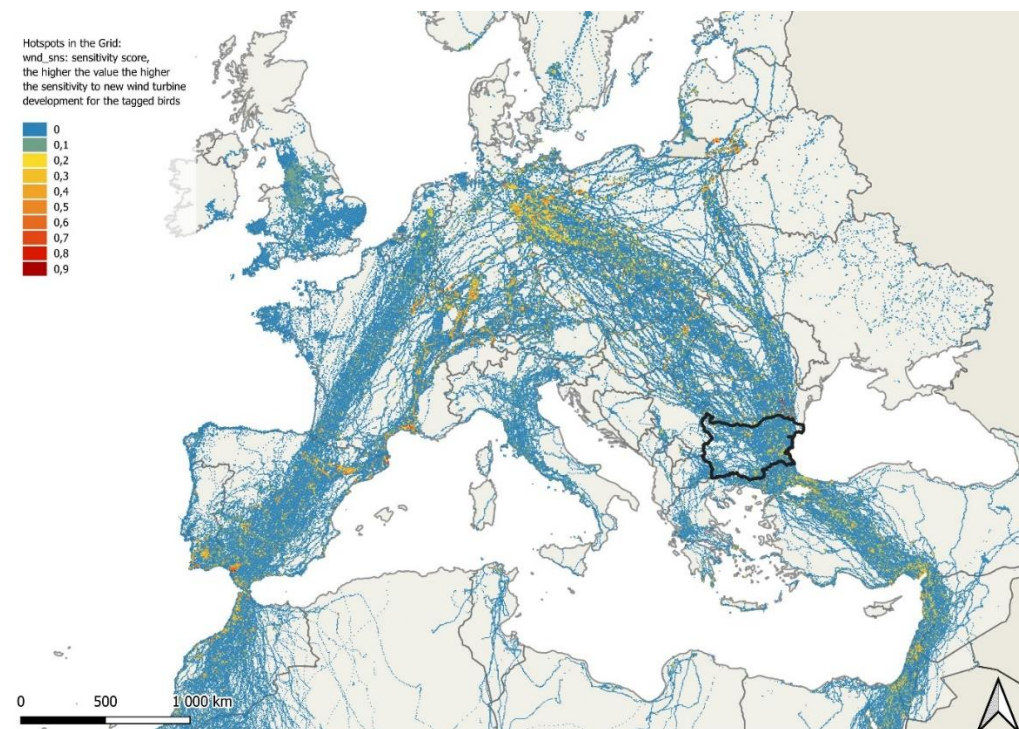 Hotspots in the Grid:
wnd_sns: sensitivity score,
the higher the value the higher
the sensitivity to new wind turbine
development for the tagged birds
0
0,1
0,2
0,3
0,4
0,5
0,6
0,7
0,8
0,9
0 500 1 000 km